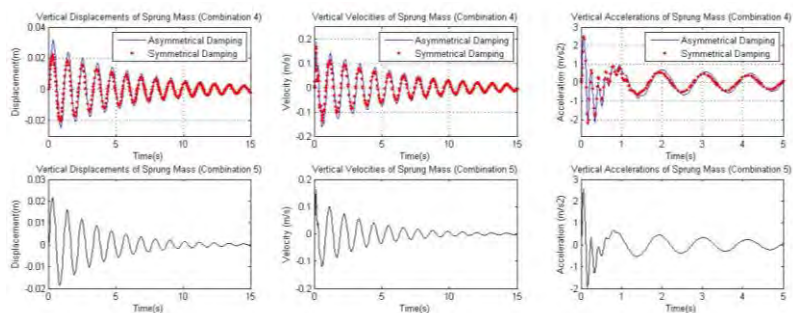 Vertical Displacements of Sprung Mass (Combination 4)
0.04
0.02
0
-0.02
Displacement(m)
Asymmetrical Damping
Symmetrical Damping
0 5 10 15
Time(s)
Vertical Velocities of Sprung Mass (Combination 4)
0.2
0.1
0
-0.1
-0.2
Velocity (m/s)
Asymmetrical Damping
Symmetrical Damping
0 5 10 15
Time(s)
Vertical Accelerations of Sprung Mass (Combination 4)
3
2
1
0
-1
-2
Acceleration (m/s2)
Asymmetrical Damping
Symmetrical Damping
0 1 2 3 4 5
Time(s)
Vertical Displacements of Sprung Mass (Combination 5)
0.03
0.02
0.01
0
-0.01
0.02
Displacement(m)
0 5 10 15
Time(s)
Vertical Velocities of Sprung Mass (Combination 5)
0.2
0.1
0
-0.1
-0.2
Velocity (m/s)
0 5 10 15
Time(s)
Vertical Accelerations of Sprung Mass (Combination 5)
3
2
1
0
-1
-2
Acceleration (m/s2)
0 1 2 3 4 5
Time(s)